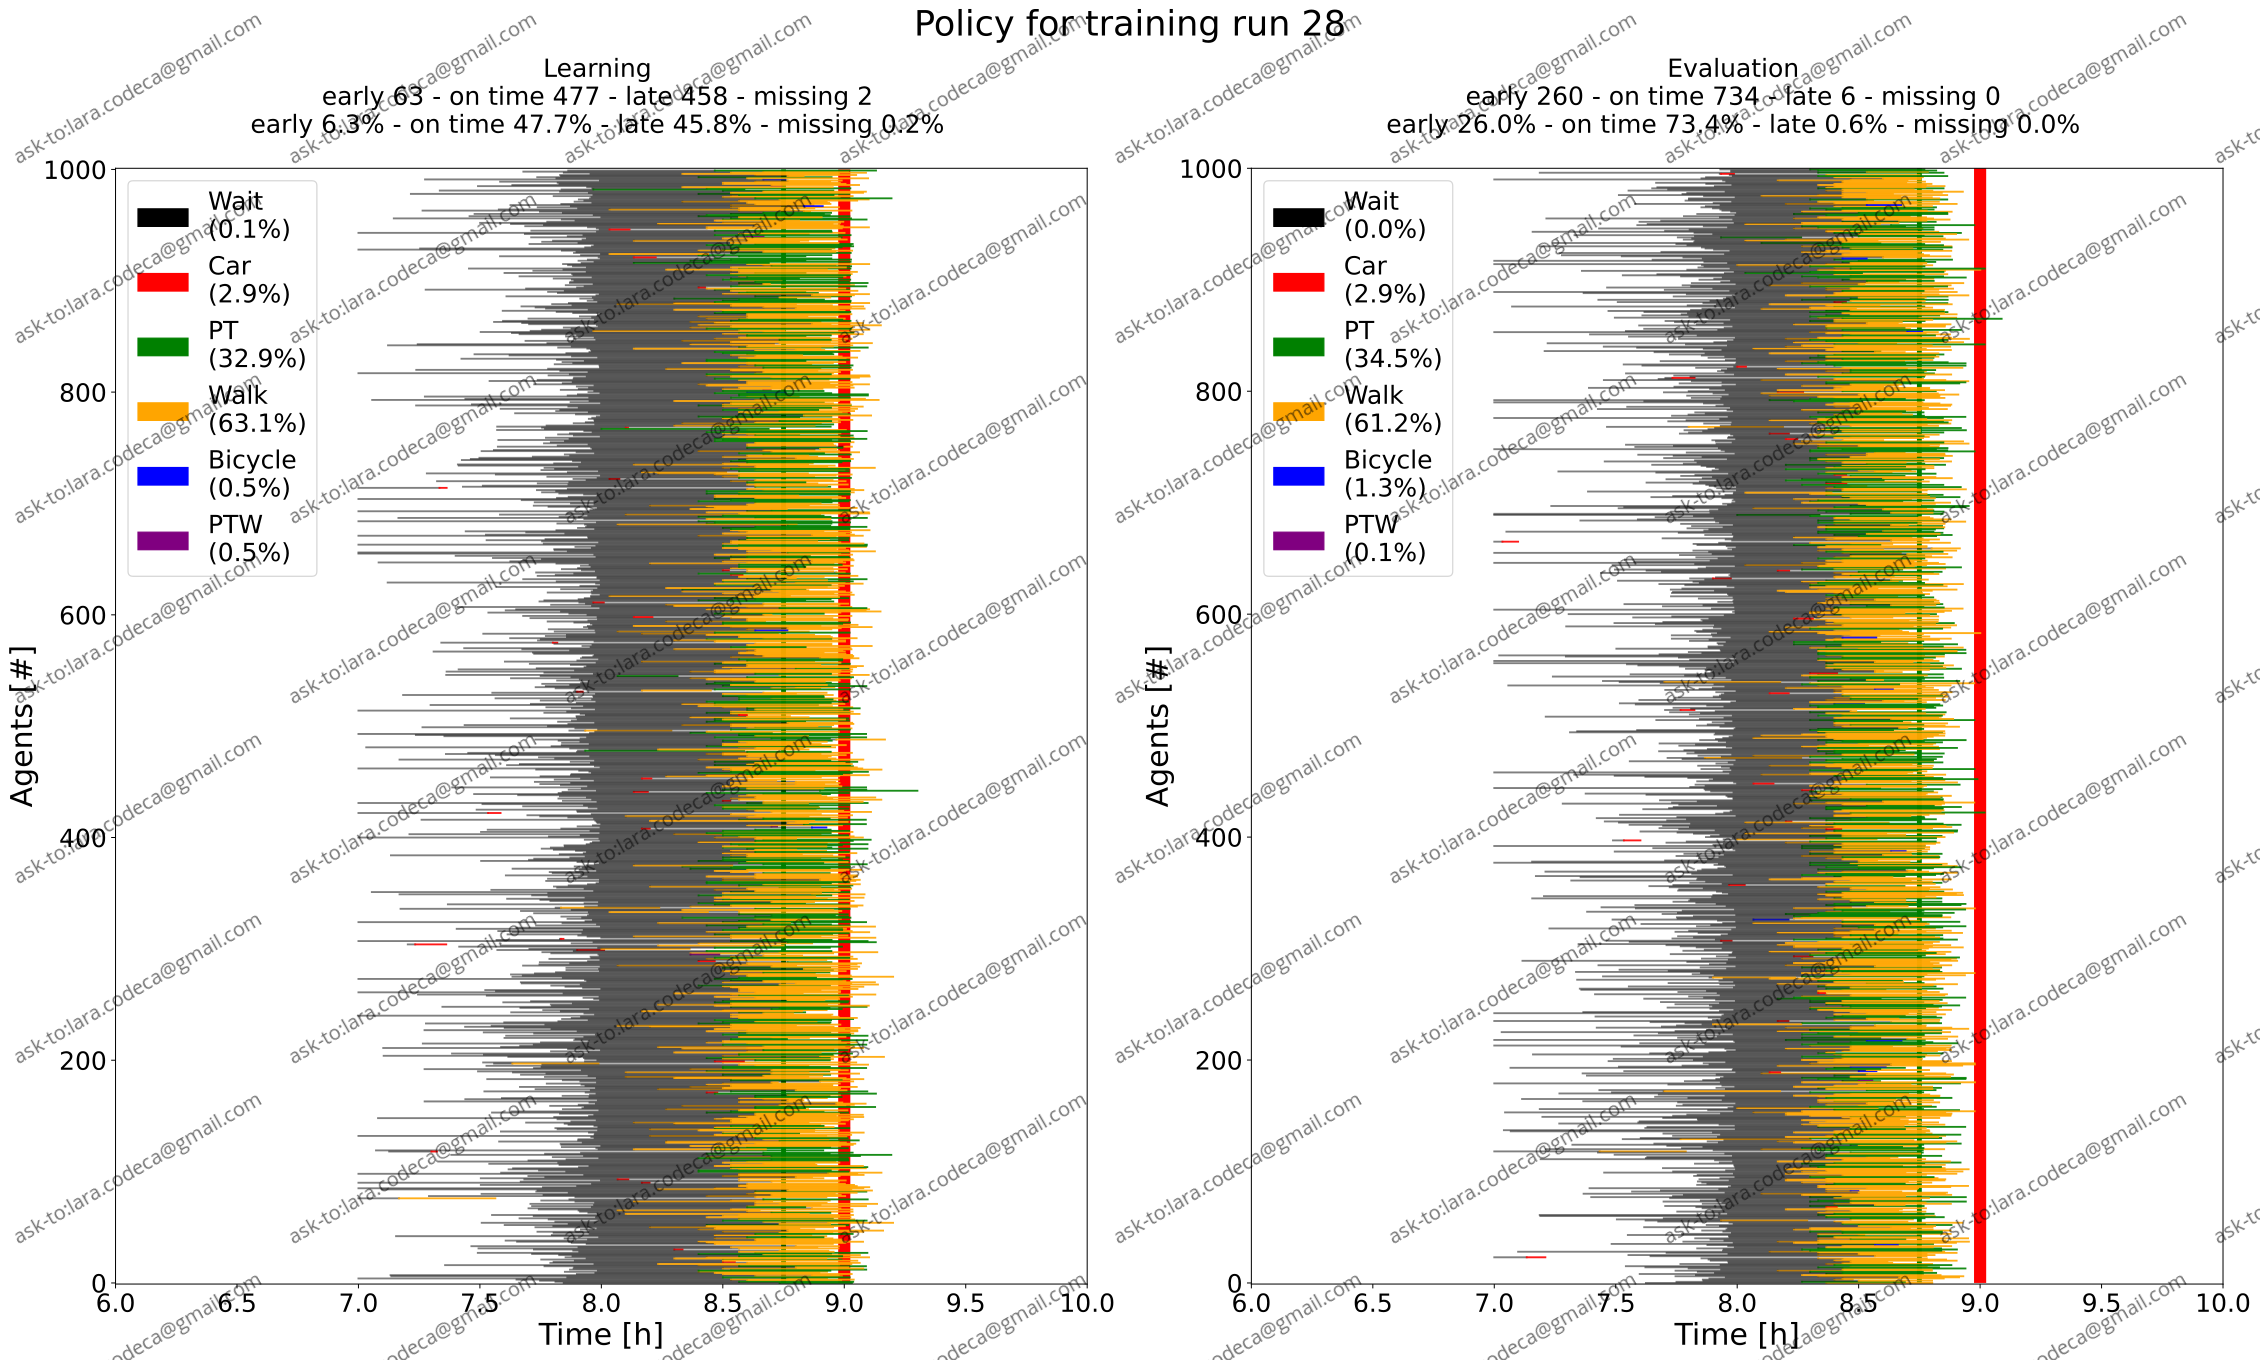 Policy for training run 28
Learning
early 63 - on time 477 - late 458 - missing 2
early 6.3% - on time 47.7% - late 45.8% - missing 0.2%
Wait
(0.1%)
Car
(2.9%)
PT
(32.9%)
Walk
(63.1%)
Bicycle
(0.5%)
PTW
(0.5%)
Agents [#]
1000
800
600
400
200
0
6.0 6.5 7.0 7.5 8.0 8.5 9.0 9.5 10.0
Time [h]
Evaluation
early 260 - on time 734 - late 6 - missing 0
early 26.0% - on time 73.4% - late 0.6% - missing 0.0%
Wait
(0.0%)
Car
(2.9%)
PT
(34.5%)
Walk
(61.2%)
Bicycle
(1.3%)
PTW
(0.1%)
Agents [#]
1000
800
600
400
200
0
6.0 6.5 7.0 7.5 8.0 8.5 9.0 9.5 10.0
Time [h]
ask-to:lara.codeca@gmail.com